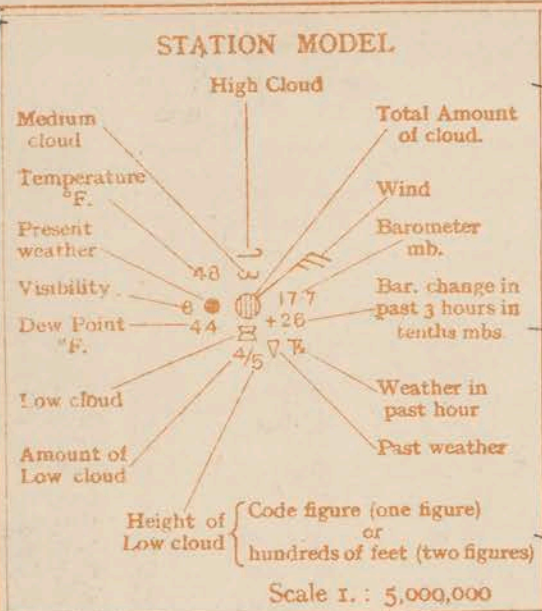 STATION MODEL
High Cloud
Medium
cloud
Total Amount
of cloud.
Temperature
°F.
Wind
Present
weather
Barometer
mb.
48
Visibility
6
17.7
Bar. change in
past 3 hours in
tenths mbs.
Dew Point
°F.
44
+26
4/5
Low cloud
Weather in
past hour
Past weather
Amount of
Low cloud
Height of
Low cloud
Code figure (one figure)
or
hundreds of feet (two figures)
Scale 1. : 5,000,000